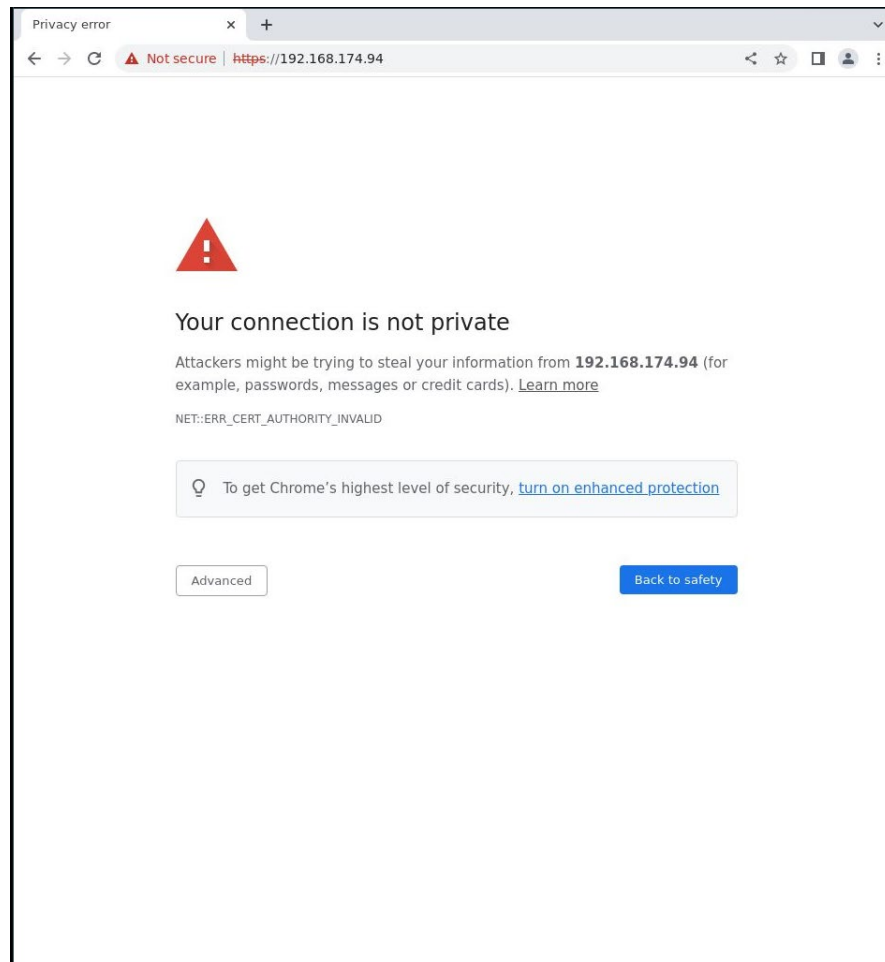 Privacy error
Not secure | https://192.168.174.94
Your connection is not private
Attackers might be trying to steal your information from 192.168.174.94 (for
example, passwords, messages or credit cards). Learn more
NET::ERR_CERT_AUTHORITY_INVALID
To get Chrome’s highest level of security, turn on enhanced protection
Advanced
Back to safety